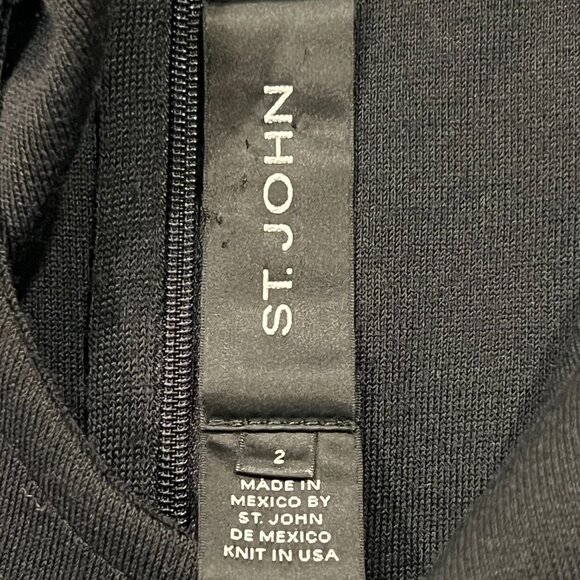 ST. JOHN
2
MADE IN
MEXICO BY
ST. JOHN
DE MEXICO
KNIT IN USA